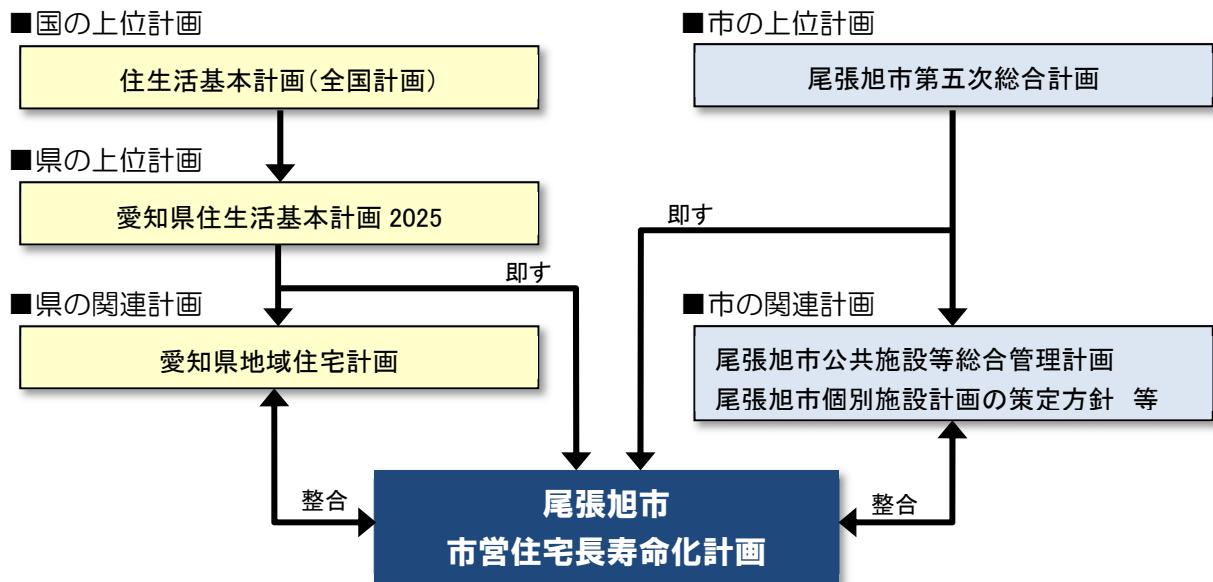 ■国の上位計画
住生活基本計画(全国計画)
■県の上位計画
愛知県住生活基本計画 2025
即す
■県の関連計画
愛知県地域住宅計画
整合
■市の上位計画
尾張旭市第五次総合計画
即す
■市の関連計画
尾張旭市公共施設等総合管理計画
尾張旭市個別施設計画の策定方針 等
整合
尾張旭市
市営住宅長寿命化計画